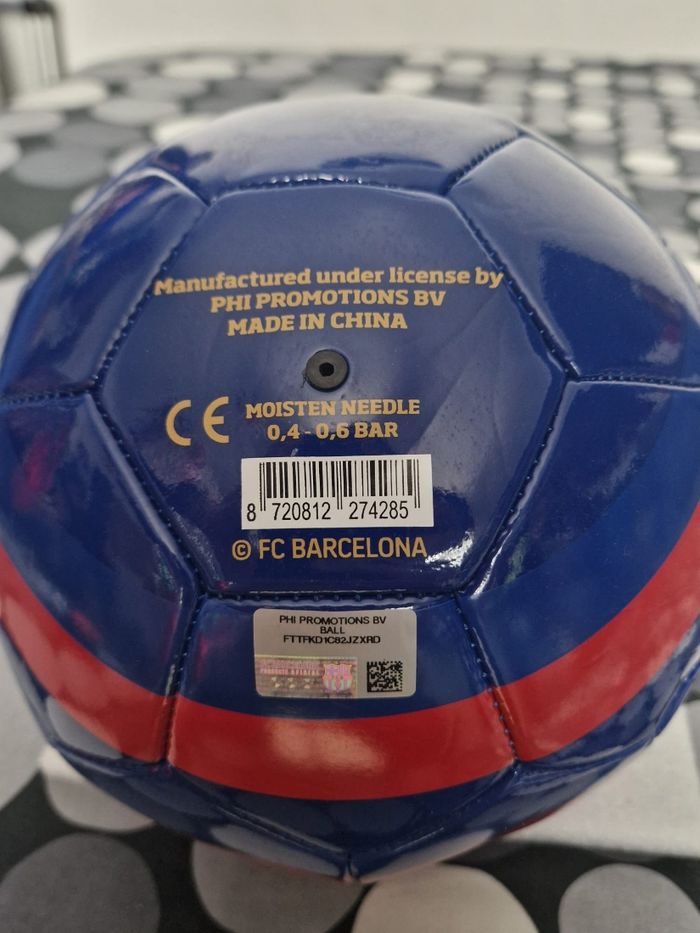 Manufactured under license by
PHI PROMOTIONS BV
MADE IN CHINA
CE MOISTEN NEEDLE
0,4 - 0,6 BAR
8 720812 274285
© FC BARCELONA
PHI PROMOTIONS BV
BALL
FTTFKD1C82JZXRD